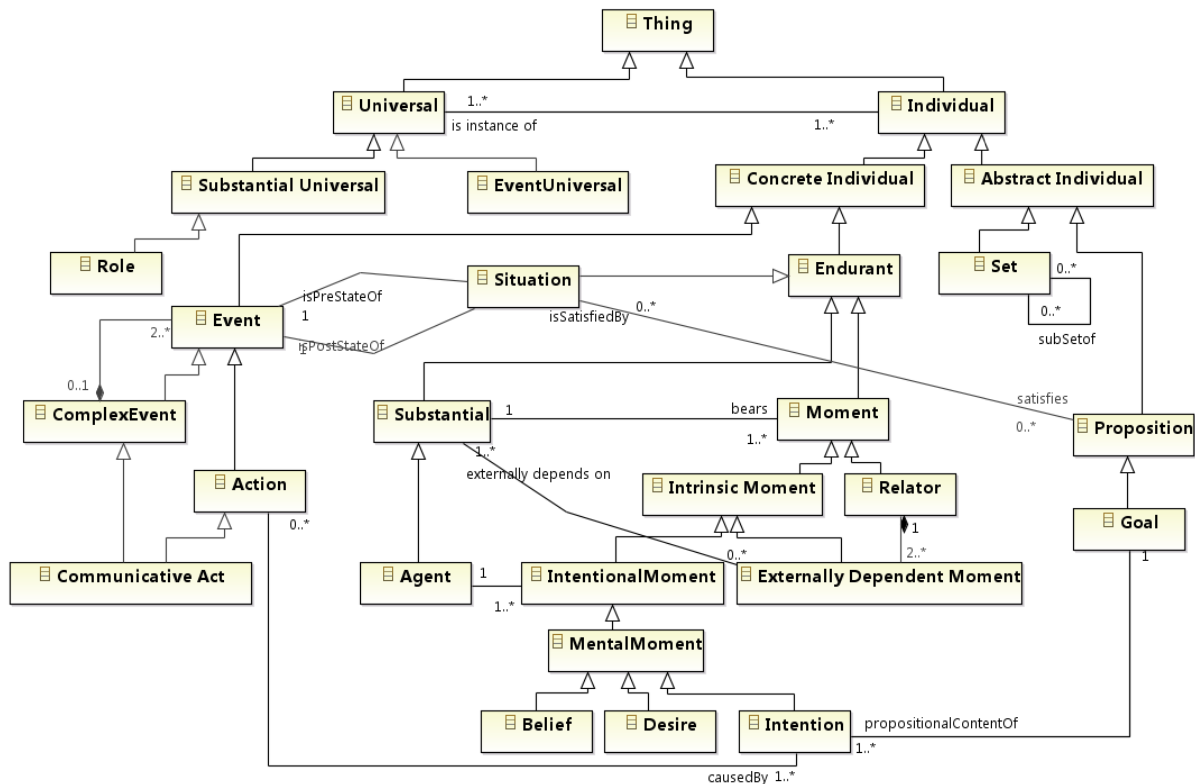 Thing
Universal
1..*
is instance of
1..*
Individual
Substantial Universal
EventUniversal
Concrete Individual
Abstract Individual
Role
Situation
Endurant
Set
0..*
0..*
subSetof
isPreStateOf
1
Event
2..*
isPostStateOf
1
isSatisfiedBy
0..*
satisfies
0..*
0..1
ComplexEvent
Substantial
1
bears
1..*
Moment
Proposition
1..*
externally depends on
Action
0..*
Intrinsic Moment
Relator
1
2..*
Goal
1
Communicative Act
Agent
1
1..*
IntentionalMoment
0..*
Externally Dependent Moment
MentalMoment
Belief
Desire
Intention
propositionalContentOf
1..*
causedBy
1..*